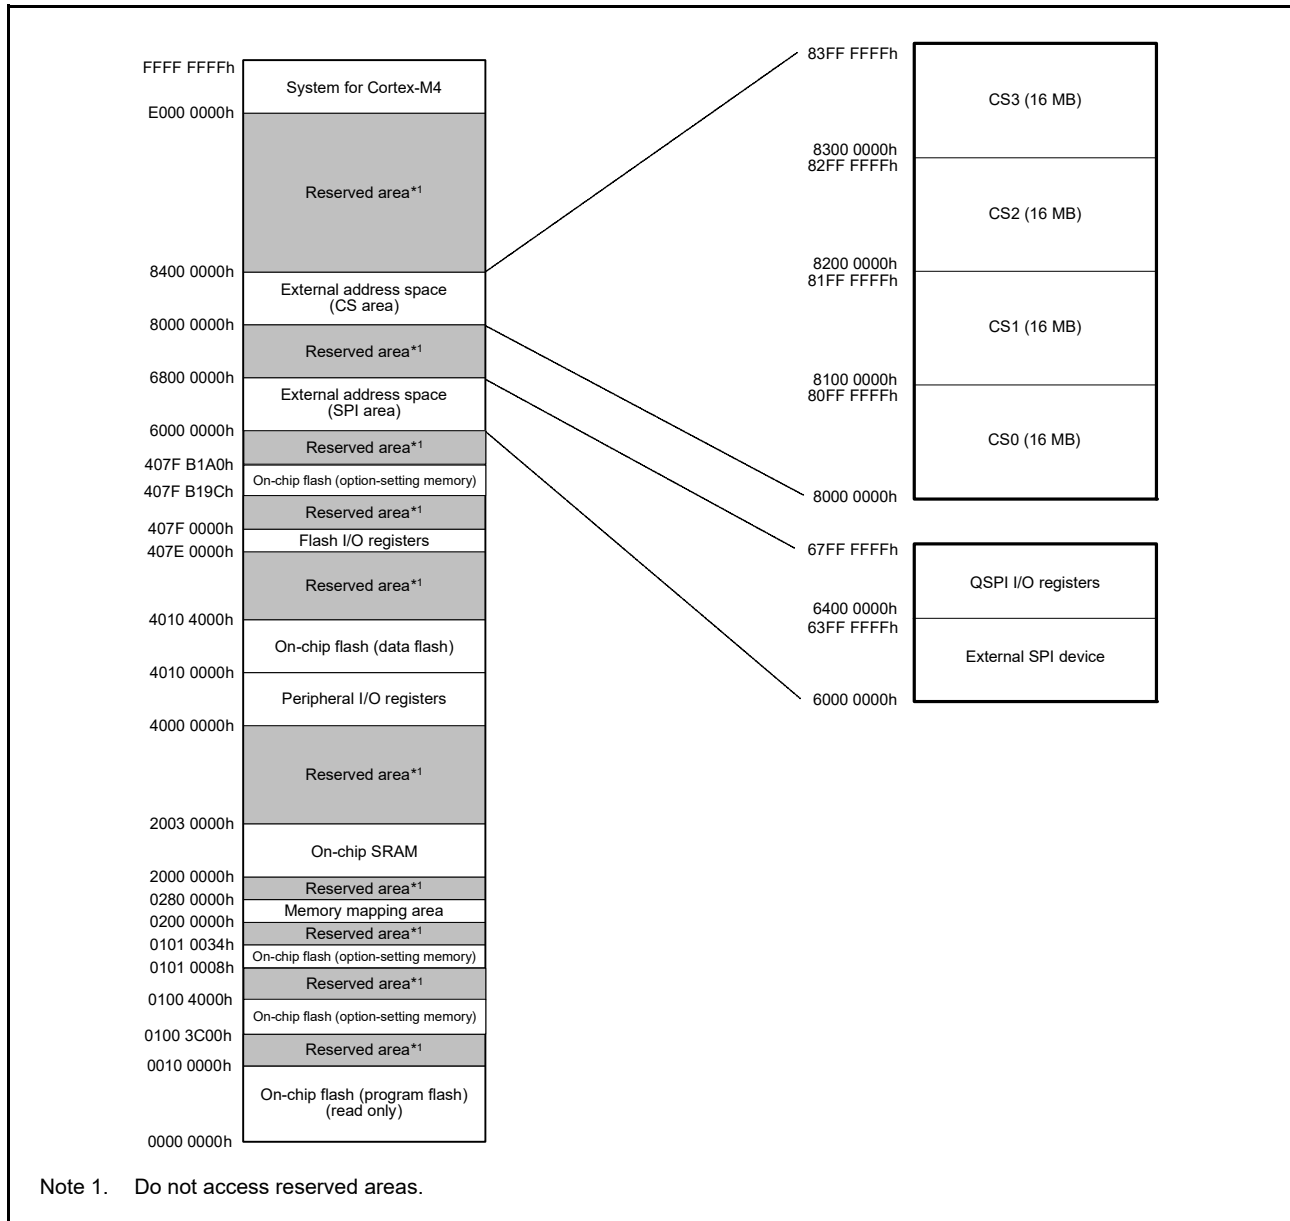 FFFF FFFFh
System for Cortex-M4
E000 0000h
Reserved area*1
8400 0000h
External address space
(CS area)
8000 0000h
Reserved area*1
6800 0000h
External address space
(SPI area)
6000 0000h
Reserved area*1
407F B1A0h
On-chip flash (option-setting memory)
407F B19Ch
Reserved area*1
407F 0000h
Flash I/O registers
407E 0000h
Reserved area*1
4010 4000h
On-chip flash (data flash)
4010 0000h
Peripheral I/O registers
4000 0000h
Reserved area*1
2003 0000h
On-chip SRAM
2000 0000h
Reserved area*1
0280 0000h
Memory mapping area
0200 0000h
Reserved area*1
0101 0034h
On-chip flash (option-setting memory)
0101 0008h
Reserved area*1
0100 4000h
On-chip flash (option-setting memory)
0100 3C00h
Reserved area*1
0010 0000h
On-chip flash (program flash)
(read only)
0000 0000h
83FF FFFFh
CS3 (16 MB)
8300 0000h
82FF FFFFh
CS2 (16 MB)
8200 0000h
81FF FFFFh
CS1 (16 MB)
8100 0000h
80FF FFFFh
CS0 (16 MB)
8000 0000h
67FF FFFFh
QSPI I/O registers
6400 0000h
63FF FFFFh
External SPI device
6000 0000h
Note 1. Do not access reserved areas.